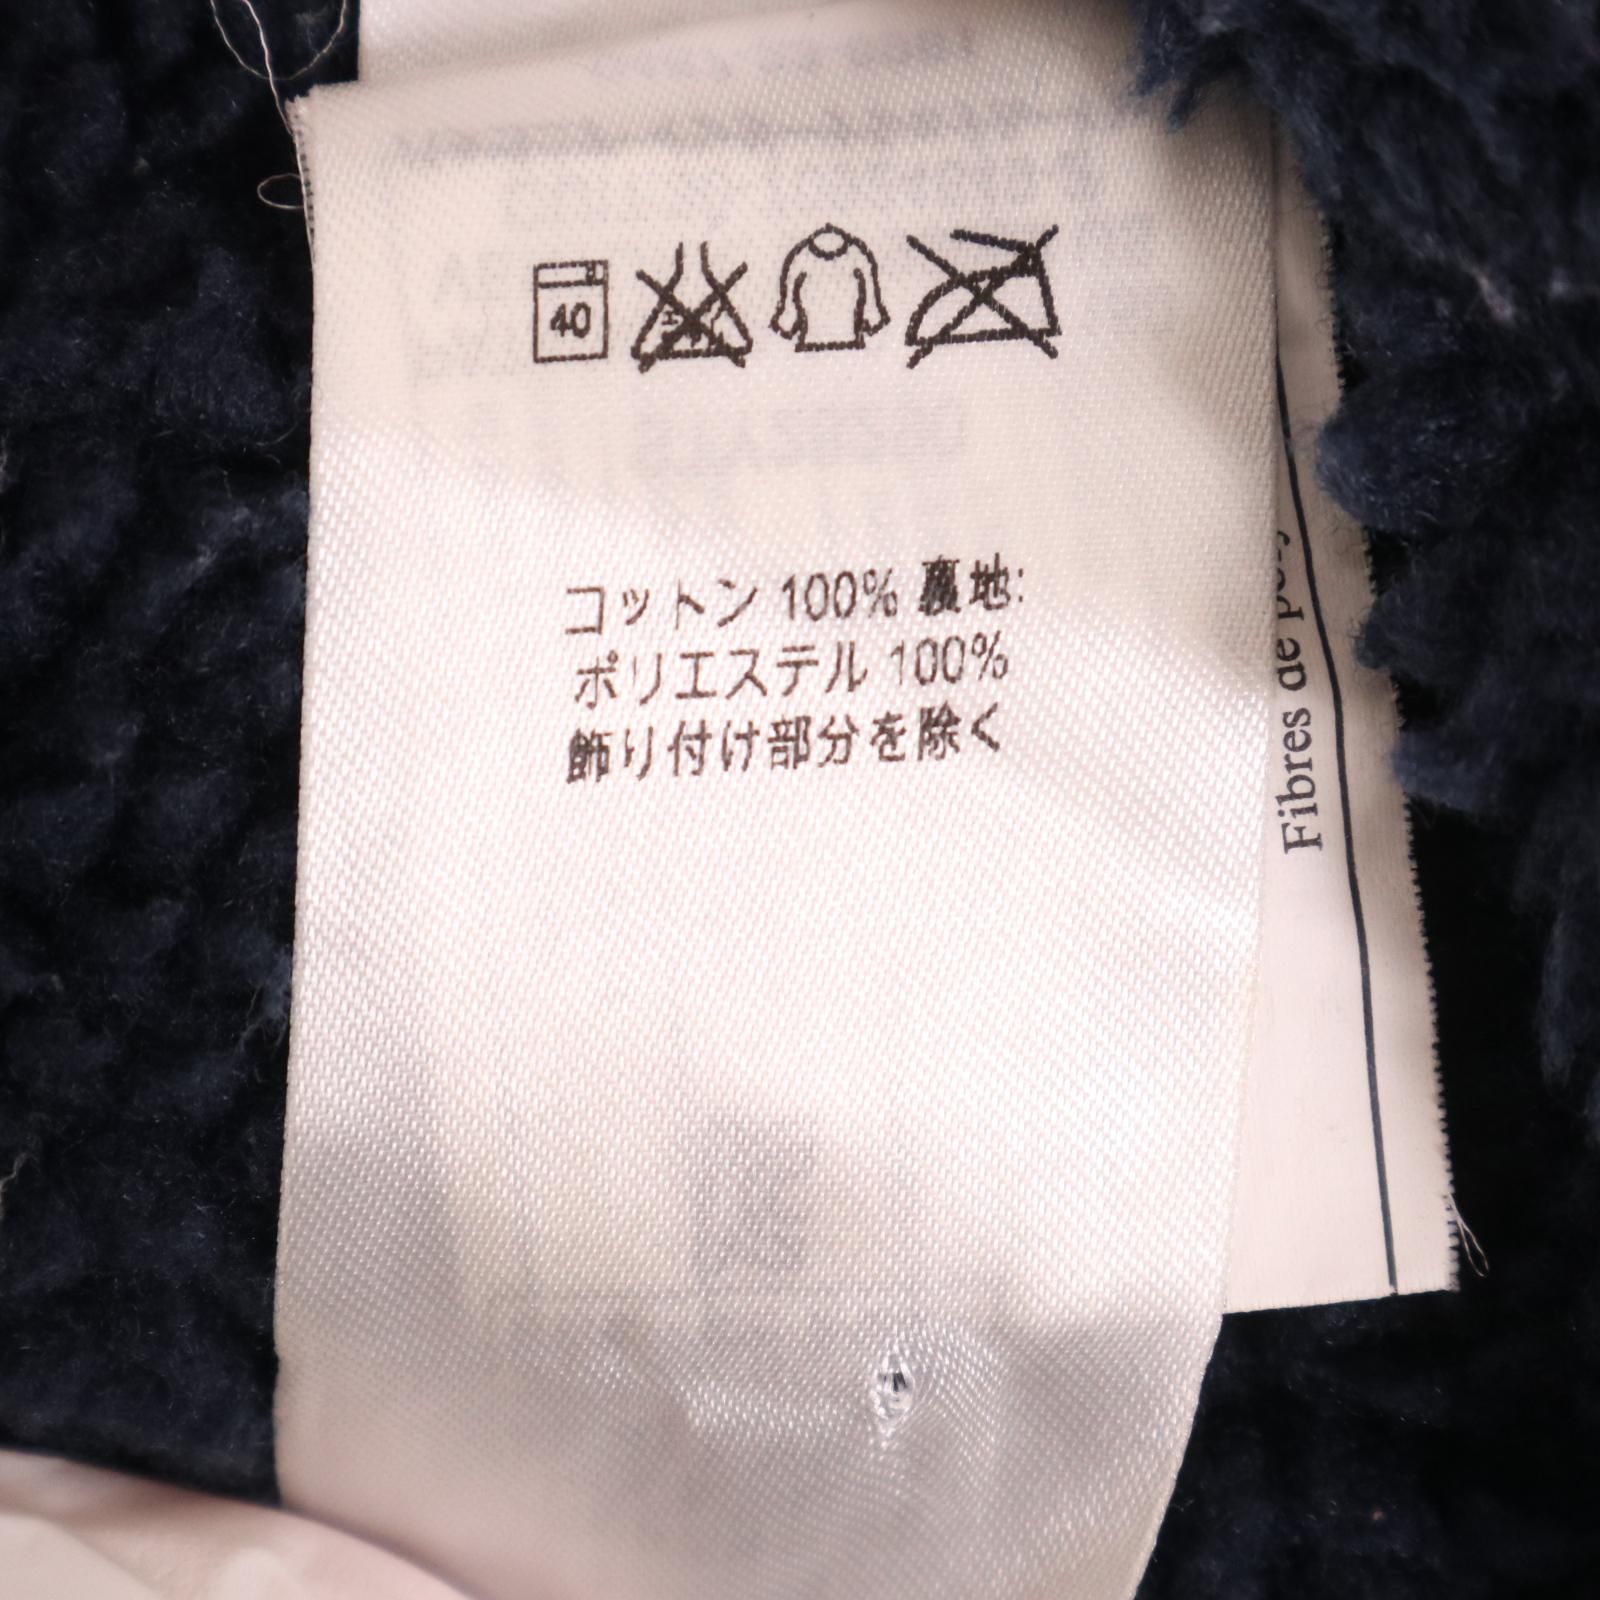 40
コットン 100% 裏地:
ポリエステル 100%
飾り付け部分を除く
Fibres de